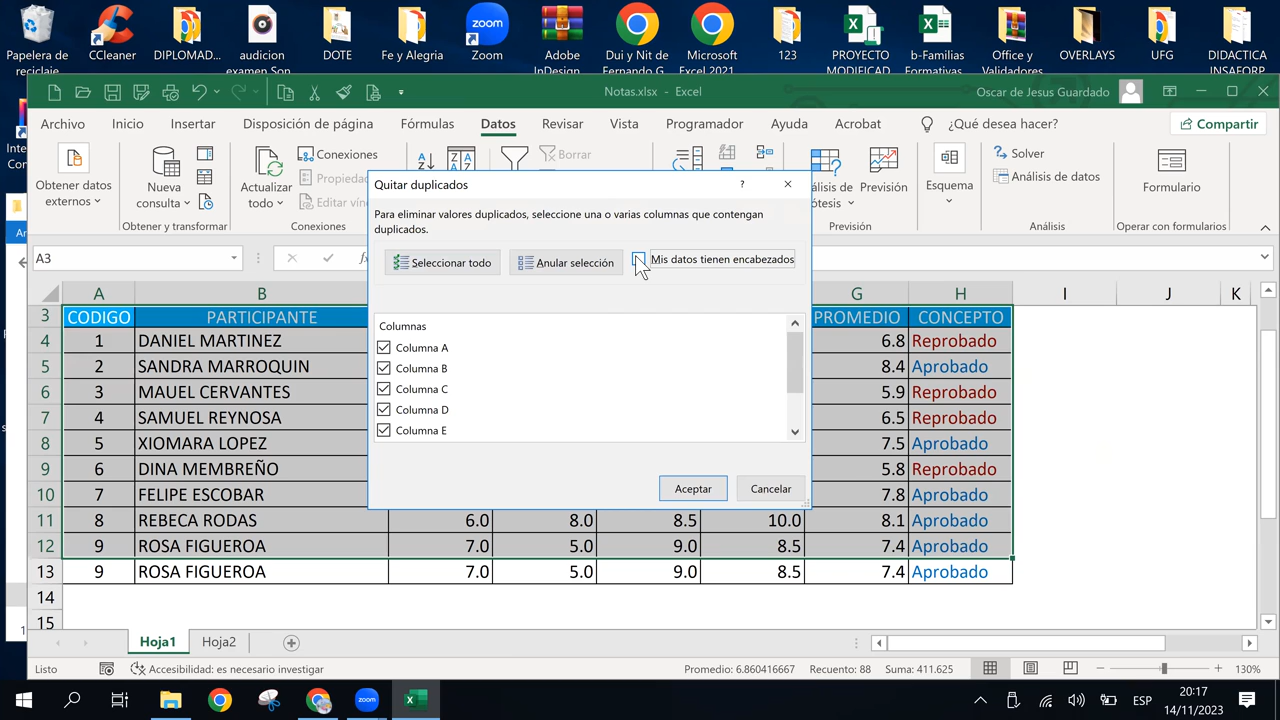 Papelera de reciclaje
CCleaner
DIPLOMAD...
audicion examen Son
DOTE
Fe y Alegria
zoom
Zoom
Adobe InDesign
Dui y Nit de Fernando G
Microsoft Excel 2021
123
PROYECTO MODIFICAD
b-Familias Formativas
Office y Validadores
OVERLAYS
UFG
DIDACTICA INSAFORP
Notas.xlsx - Excel
Oscar de Jesus Guardado
Archivo Inicio Insertar Disposición de página Fórmulas Datos Revisar Vista Programador Ayuda Acrobat ¿Qué desea hacer? Compartir
Obtener datos externos
Nueva consulta
Actualizar todo
Conexiones
Borrar
Previsión
Esquema
Solver
Análisis de datos
Formulario
Obtener y transformar
Conexiones
Previsión
Análisis
Operar con formularios
A3
Quitar duplicados
?
Para eliminar valores duplicados, seleccione una o varias columnas que contengan
duplicados.
Seleccionar todo
Anular selección
Mis datos tienen encabezados
Columnas
Columna A
Columna B
Columna C
Columna D
Columna E
Aceptar
Cancelar
A B G H I J K
3 CODIGO PARTICIPANTE PROMEDIO CONCEPTO
4 1 DANIEL MARTINEZ 6.8 Reprobado
5 2 SANDRA MARROQUIN 8.4 Aprobado
6 3 MAUEL CERVANTES 5.9 Reprobado
7 4 SAMUEL REYNOSA 6.5 Reprobado
8 5 XIOMARA LOPEZ 7.5 Aprobado
9 6 DINA MEMBREÑO 5.8 Reprobado
10 7 FELIPE ESCOBAR 7.8 Aprobado
11 8 REBECA RODAS 6.0 8.0 8.5 10.0 8.1 Aprobado
12 9 ROSA FIGUEROA 7.0 5.0 9.0 8.5 7.4 Aprobado
13 9 ROSA FIGUEROA 7.0 5.0 9.0 8.5 7.4 Aprobado
14
15
Hoja1 Hoja2
Listo
Accesibilidad: es necesario investigar
Promedio: 6.860416667 Recuento: 88 Suma: 411.625
130%
zoom
ESP
20:17
14/11/2023